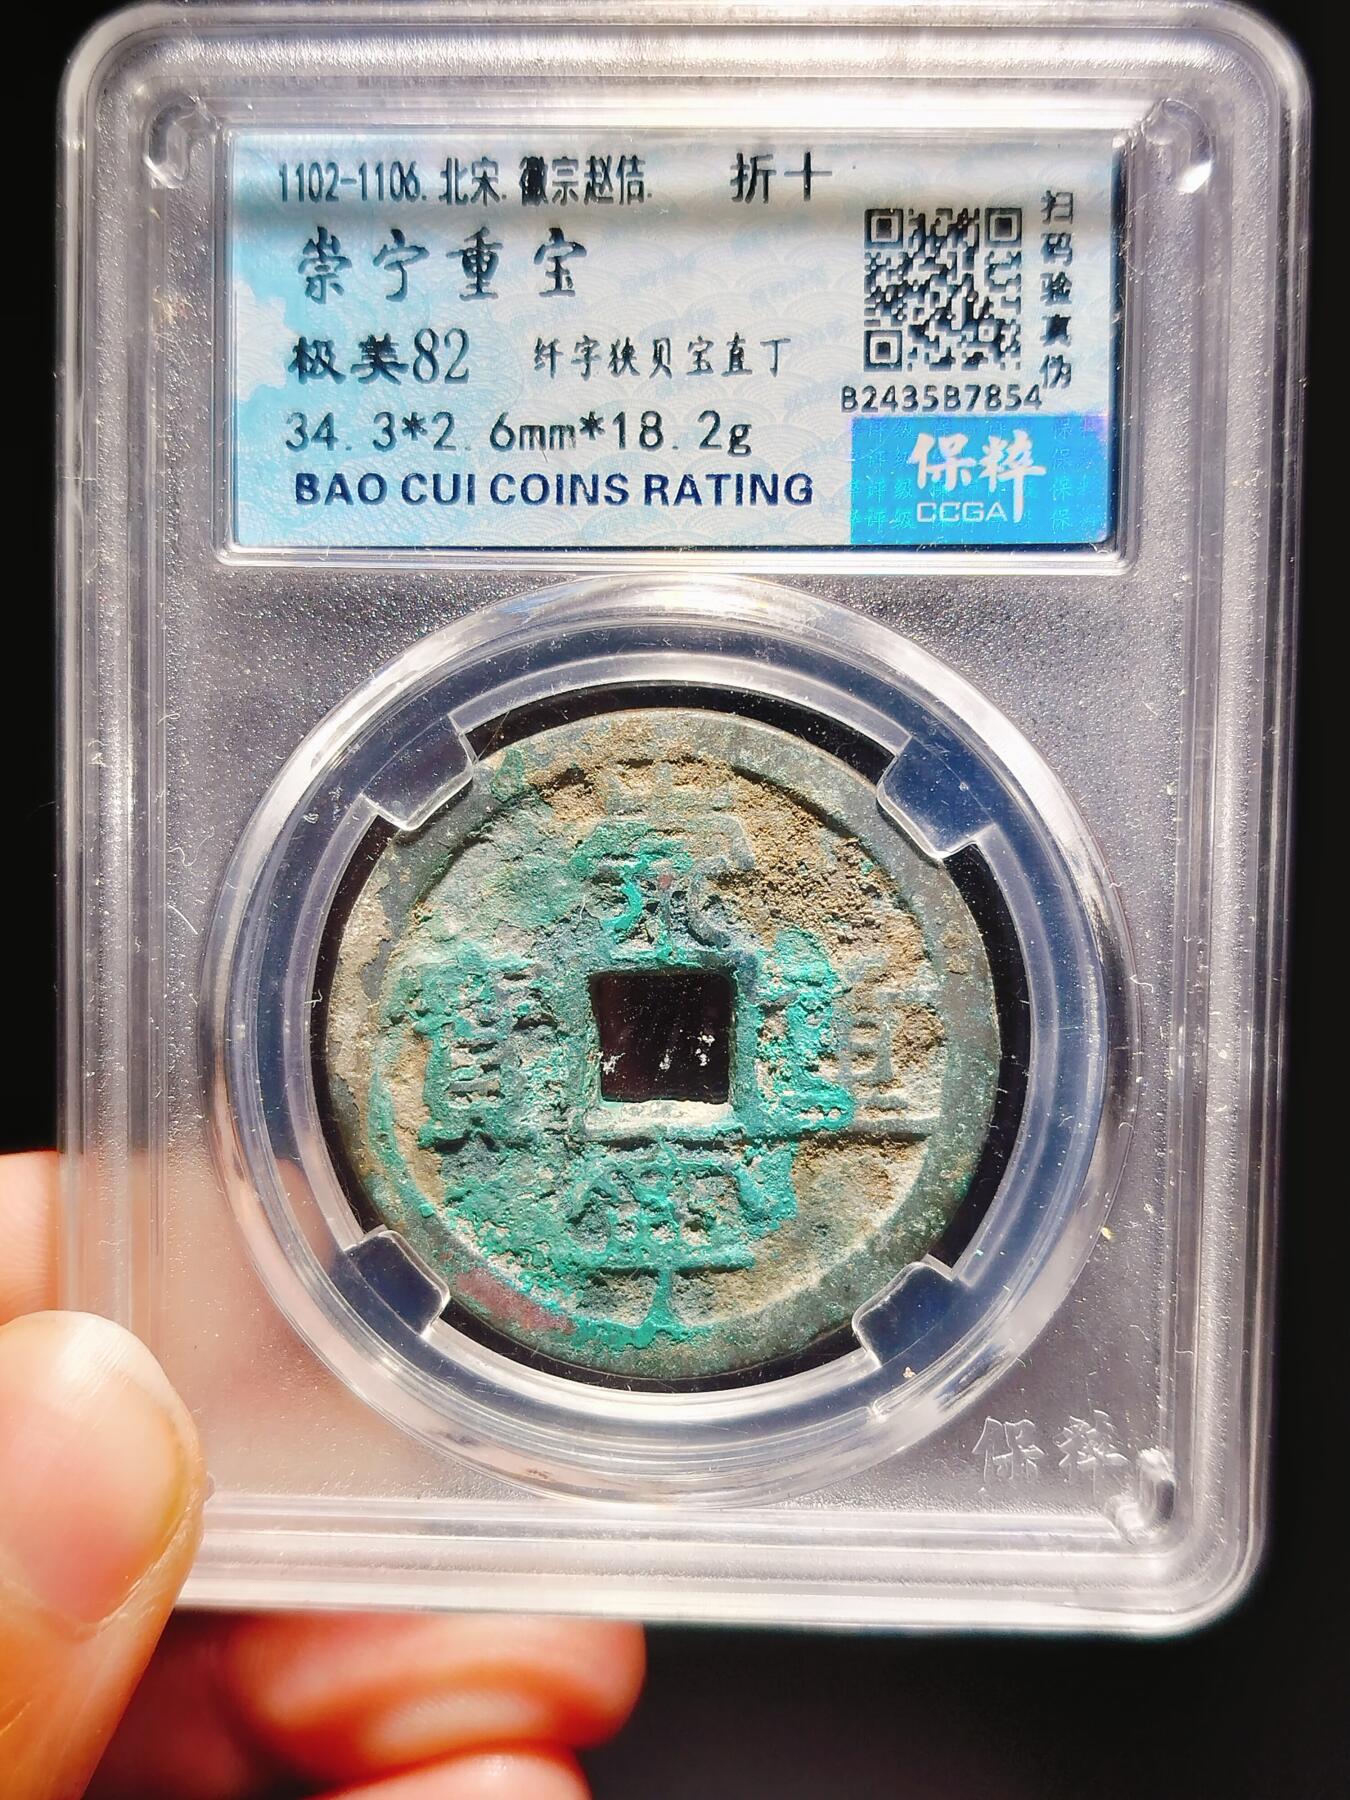 1102-1106.北宋.徽宗赵佶. 折十
崇宁重宝
极美82 纤字狭贝宝直丁
34.3*2.6mm*18.2g
BAO CUI COINS RATING
扫码验真伪
B2435B7854
保粹
CCGA
崇
寶 重
寧
保粹